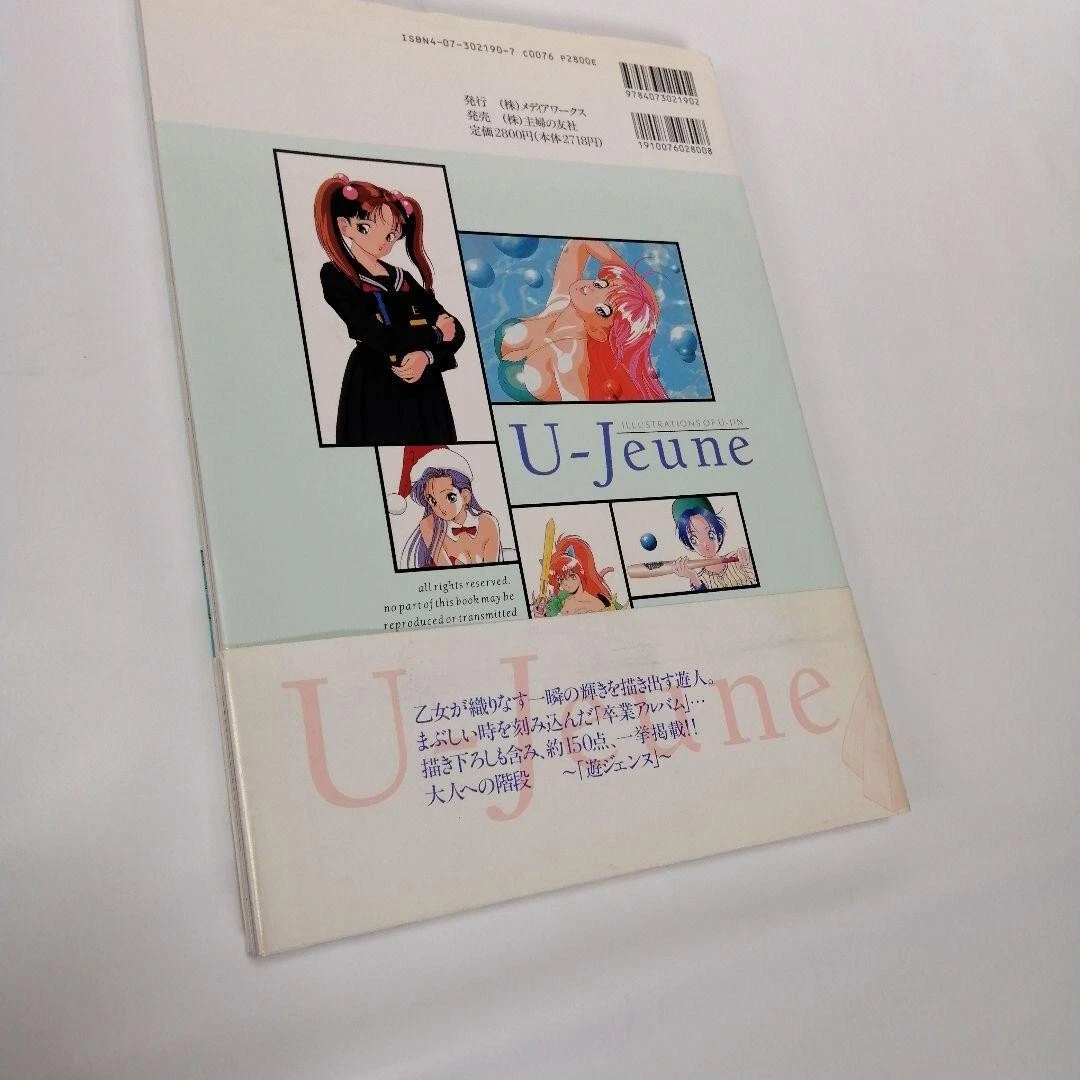 ISBN4-07-302190-7 C0076 P2800E
9784073021902
発行 (株)メディアワークス
発売 (株)主婦の友社
定価2800円(本体2718円)
1910076028008
E
ILLUSTRATIONS OF U-JIN
U-Jeune
all rights reserved.
no part of this book may be
reproduced or transmitted
U-Jeune
乙女が織りなす一瞬の輝きを描き出す遊人。
まぶしい時を刻み込んだ「卒業アルバム」…
描き下ろしも含み、約150点、一挙掲載!!
大人への階段 〜「遊ジェンヌ」〜